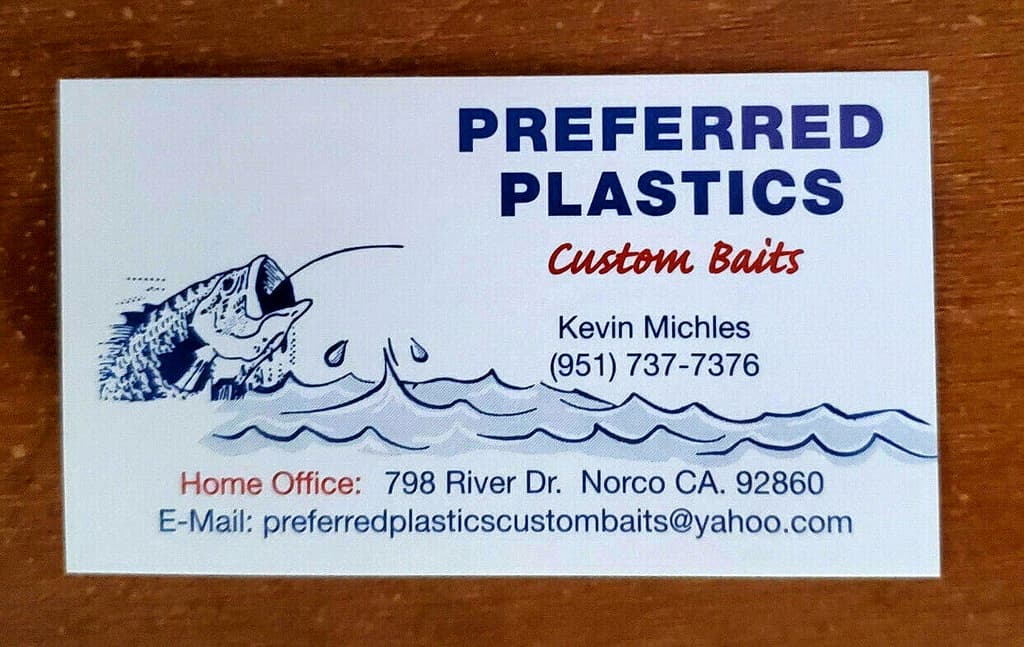 PREFERRED
PLASTICS
Custom Baits
Kevin Michles
(951) 737-7376
Home Office: 798 River Dr. Norco CA. 92860
E-Mail: preferredplasticscustombaits@yahoo.com